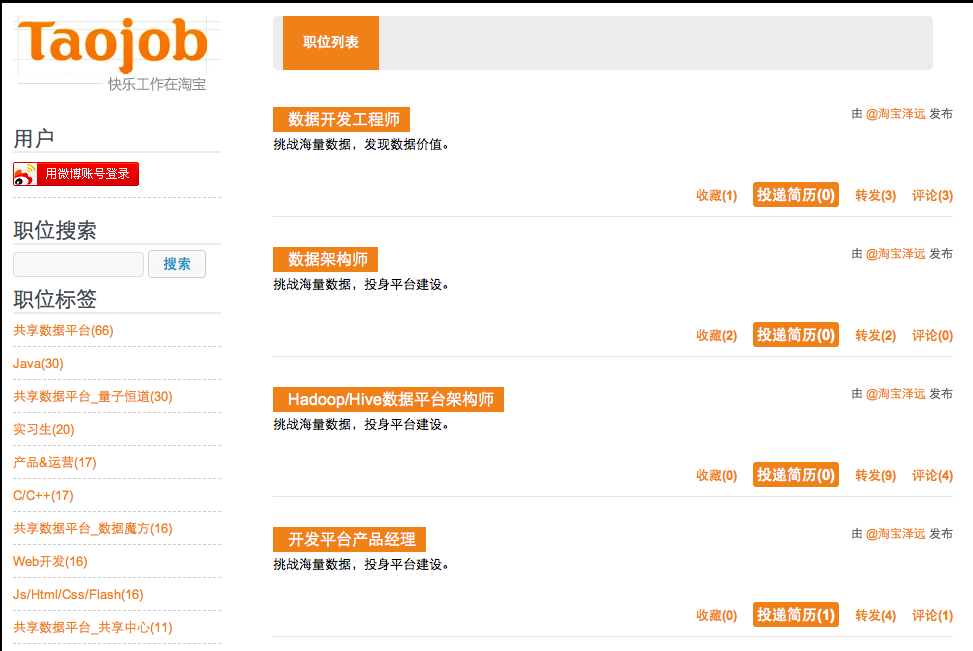 Taojob
快乐工作在淘宝
用户
用微博账号登录
职位搜索
搜索
职位标签
共享数据平台(66)
Java(30)
共享数据平台_量子恒道(30)
实习生(20)
产品&运营(17)
C/C++(17)
共享数据平台_数据魔方(16)
Web开发(16)
Js/Html/Css/Flash(16)
共享数据平台_共享中心(11)
职位列表
数据开发工程师
由 @淘宝泽远 发布
挑战海量数据，发现数据价值。
收藏(1) 投递简历(0) 转发(3) 评论(3)
数据架构师
由 @淘宝泽远 发布
挑战海量数据，投身平台建设。
收藏(2) 投递简历(0) 转发(2) 评论(0)
Hadoop/Hive数据平台架构师
由 @淘宝泽远 发布
挑战海量数据，投身平台建设。
收藏(0) 投递简历(0) 转发(9) 评论(4)
开发平台产品经理
由 @淘宝泽远 发布
挑战海量数据，投身平台建设。
收藏(0) 投递简历(1) 转发(4) 评论(1)